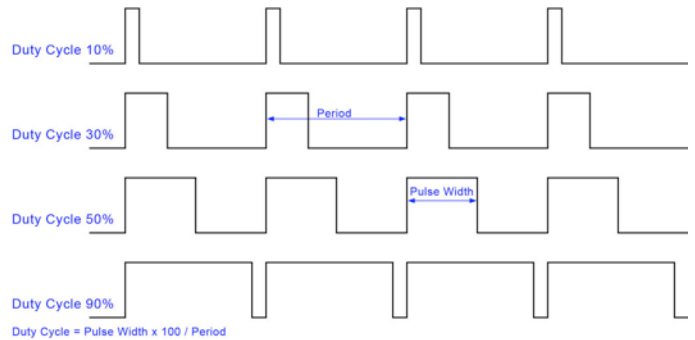 Duty Cycle 10%
Period
Duty Cycle 30%
Pulse Width
Duty Cycle 50%
Duty Cycle 90%
Duty Cycle = Pulse Width x 100 / Period